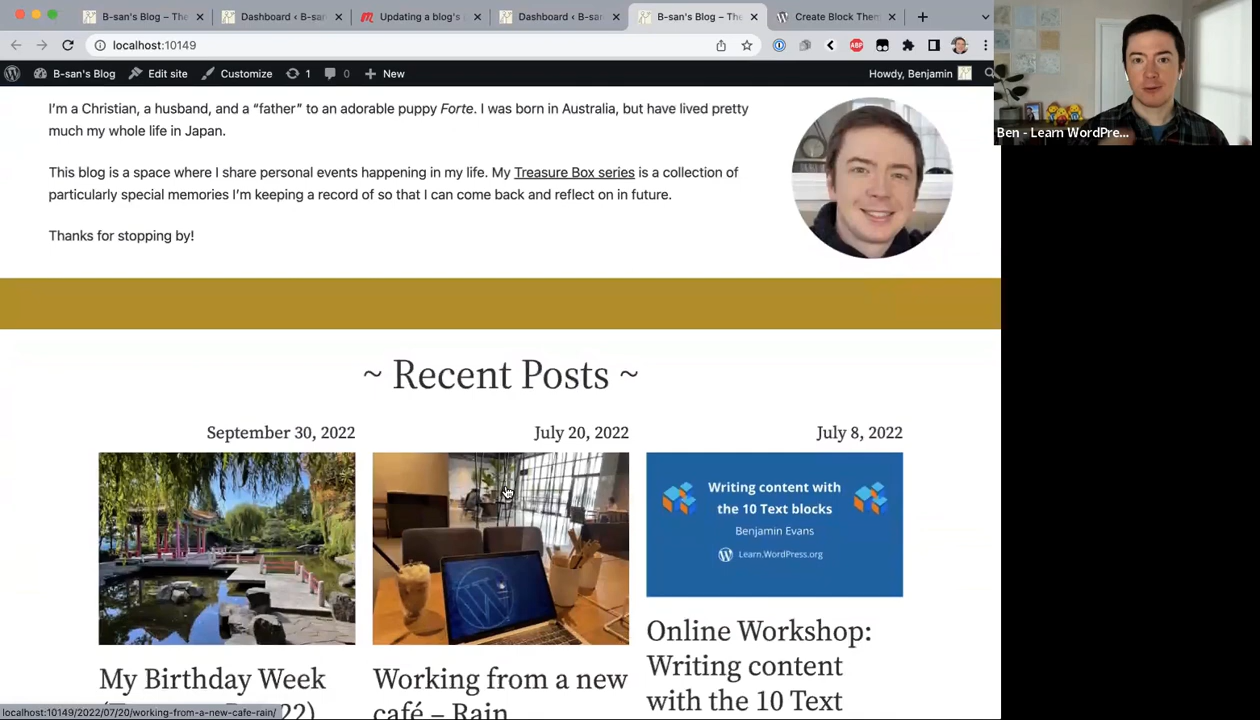 B-san's Blog – The
Dashboard ‹ B-san
Updating a blog's
Dashboard ‹ B-san
B-san's Blog – The
Create Block Them
localhost:10149
ABP
B-san's Blog
Edit site
Customize
1
0
New
Howdy, Benjamin
Ben - Learn WordPre...
I'm a Christian, a husband, and a “father” to an adorable puppy Forte. I was born in Australia, but have lived pretty
much my whole life in Japan.
This blog is a space where I share personal events happening in my life. My Treasure Box series is a collection of
particularly special memories I'm keeping a record of so that I can come back and reflect on in future.
Thanks for stopping by!
~ Recent Posts ~
September 30, 2022
July 20, 2022
July 8, 2022
Writing content with
the 10 Text blocks
Benjamin Evans
Learn.WordPress.org
My Birthday Week
Working from a new
café – Rain
Online Workshop:
Writing content
with the 10 Text
localhost:10149/2022/07/20/working-from-a-new-cafe-rain/
22)